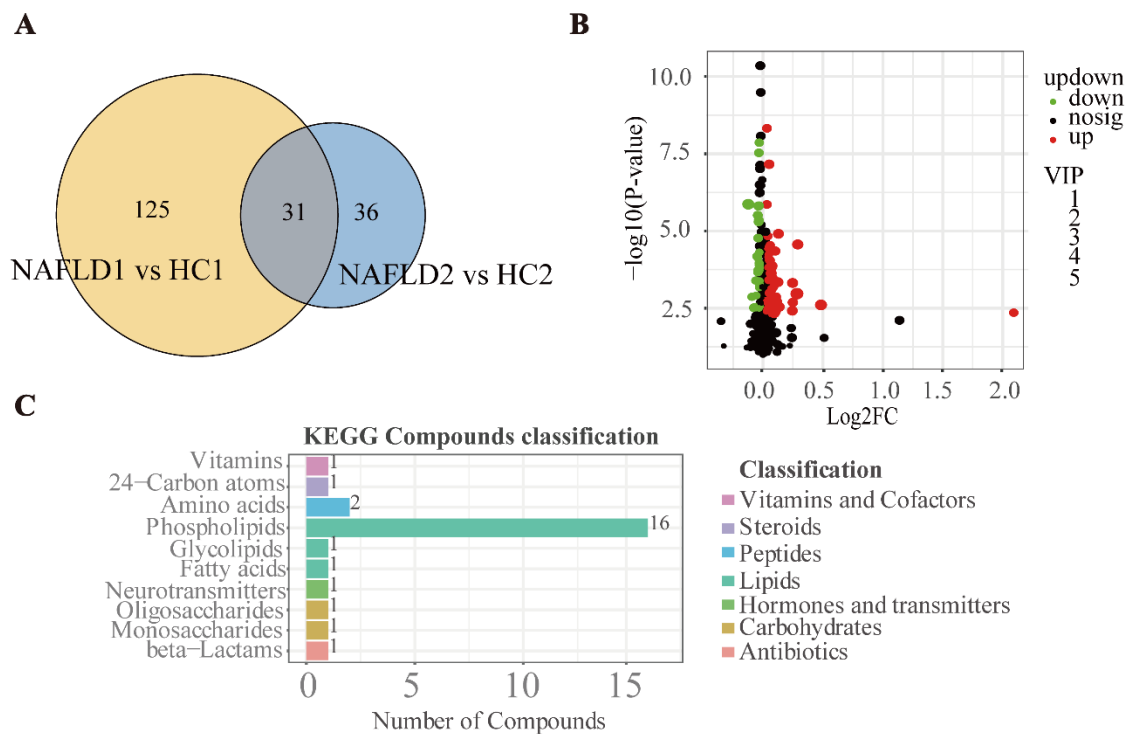 A
125
31
36
NAFLD1 vs HC1
NAFLD2 vs HC2
B
10.0
7.5
5.0
2.5
−log10(P-value)
0.0
0.5
1.0
1.5
2.0
Log2FC
updown
down
nosig
up
VIP
1
2
3
4
5
C
KEGG Compounds classification
Vitamins 1
24−Carbon atoms 1
Amino acids 2
Phospholipids 16
Glycolipids 1
Fatty acids 1
Neurotransmitters 1
Oligosaccharides 1
Monosaccharides 1
beta−Lactams 1
0 5 10 15
Number of Compounds
Classification
Vitamins and Cofactors
Steroids
Peptides
Lipids
Hormones and transmitters
Carbohydrates
Antibiotics